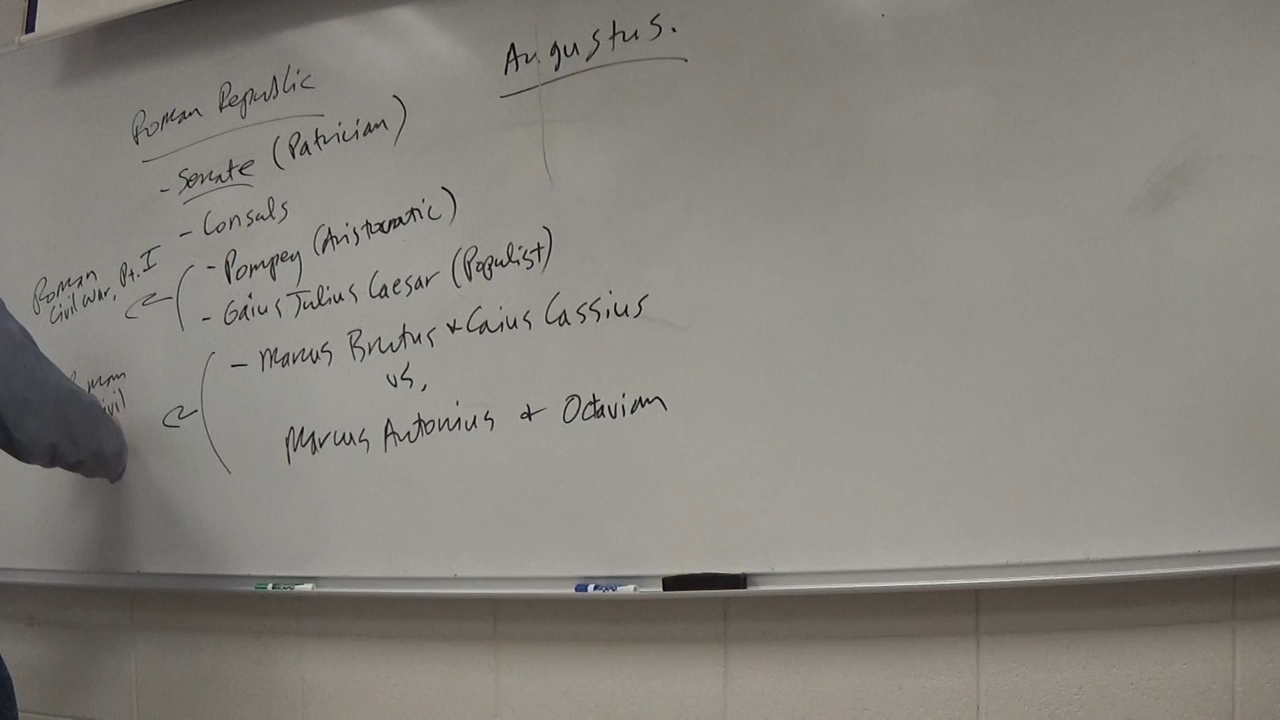 Augustus.
Roman Republic
- Senate (Patrician)
- Consals
- Pompey (Aristocratic)
- Gaius Julius Caesar (Populist)
Roman
Civil War, Pt. I
- Marcus Brutus & Caius Cassius
vs.
Marcus Antonius & Octavian